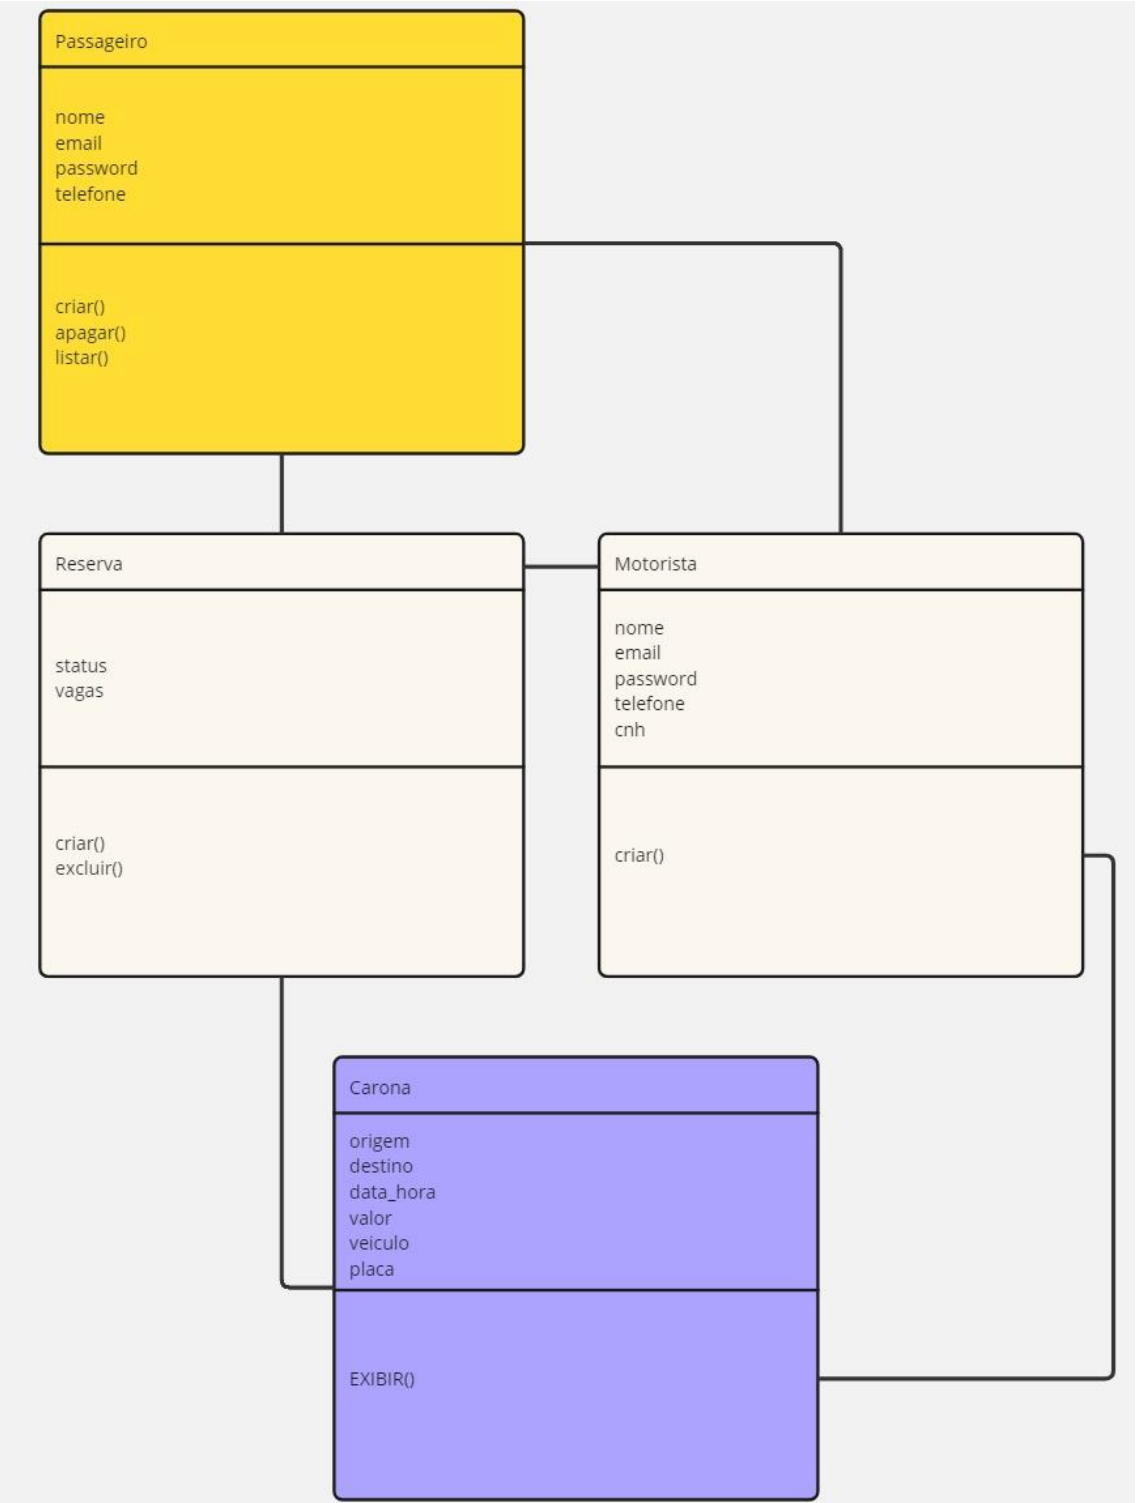 Passageiro
nome
email
password
telefone
criar()
apagar()
listar()
Reserva
status
vagas
criar()
excluir()
Motorista
nome
email
password
telefone
cnh
criar()
Carona
origem
destino
data_hora
valor
veiculo
placa
EXIBIR()